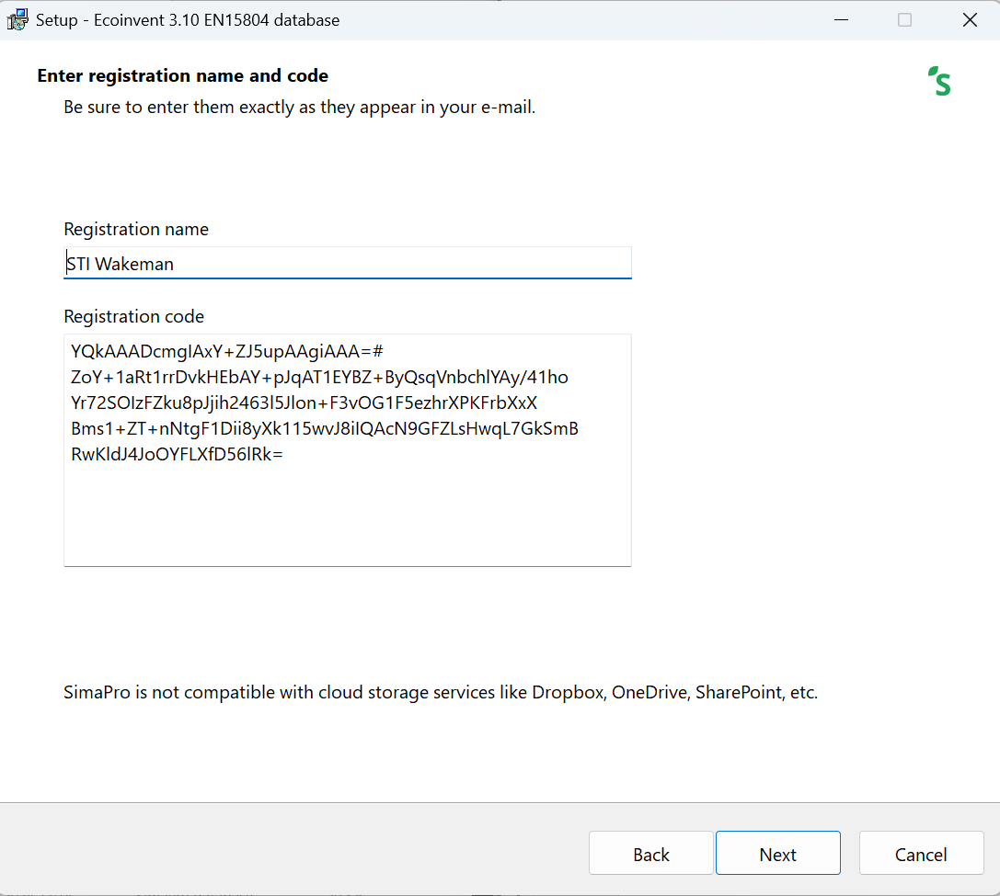 Setup - Ecoinvent 3.10 EN15804 database
Enter registration name and code
Be sure to enter them exactly as they appear in your e-mail.
Registration name
STI Wakeman
Registration code
YQkAAADcmgIAxY+ZJ5upAAgiAAA=#
ZoY+1aRt1rrDvkHEbAY+pJqAT1EYBZ+ByQsqVnbchlYAy/41ho
Yr72SOIzFZku8pJjih2463l5Jlon+F3vOG1F5ezhrXPKFrbXxX
Bms1+ZT+nNtgF1Dii8yXk115wvJ8iIQAcN9GFZLsHwqL7GkSmB
RwKldJ4JoOYFLXfD56lRk=
SimaPro is not compatible with cloud storage services like Dropbox, OneDrive, SharePoint, etc.
Back
Next
Cancel